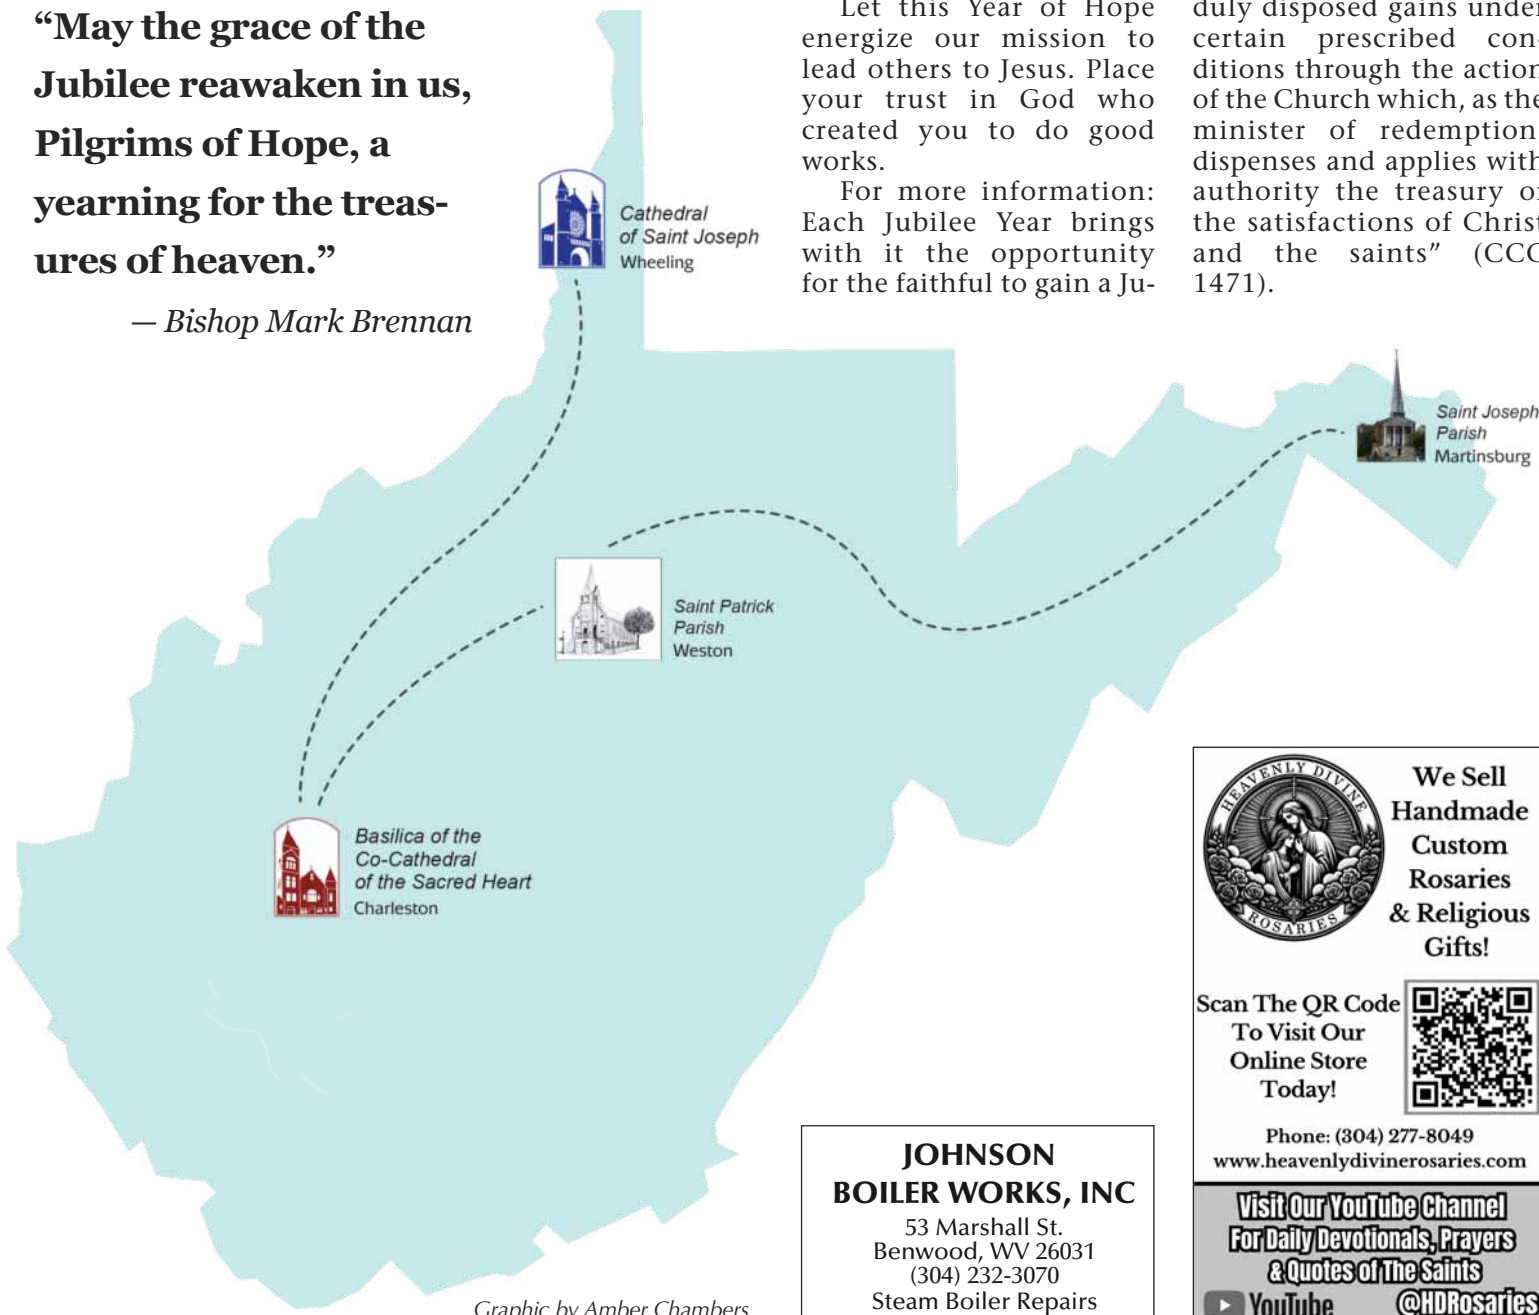 “May the grace of the
Jubilee reawaken in us,
Pilgrims of Hope, a
yearning for the treas-
ures of heaven.”
— Bishop Mark Brennan
Let this Year of Hope
energize our mission to
lead others to Jesus. Place
your trust in God who
created you to do good
works.
For more information:
Each Jubilee Year brings
with it the opportunity
for the faithful to gain a Ju-
duly disposed gains under
certain prescribed con-
ditions through the action
of the Church which, as the
minister of redemption
dispenses and applies with
authority the treasury of
the satisfactions of Christ
and the saints” (CCC
1471).
Cathedral
of Saint Joseph
Wheeling
Saint Joseph
Parish
Martinsburg
Saint Patrick
Parish
Weston
Basilica of the
Co-Cathedral
of the Sacred Heart
Charleston
Graphic by Amber Chambers
JOHNSON
BOILER WORKS, INC
53 Marshall St.
Benwood, WV 26031
(304) 232-3070
Steam Boiler Repairs
HEAVENLY DIVINE
ROSARIES
We Sell
Handmade
Custom
Rosaries
& Religious
Gifts!
Scan The QR Code
To Visit Our
Online Store
Today!
Phone: (304) 277-8049
www.heavenlydivinerosaries.com
Visit Our YouTube Channel
For Daily Devotionals, Prayers
& Quotes of The Saints
YouTube @HDRosaries